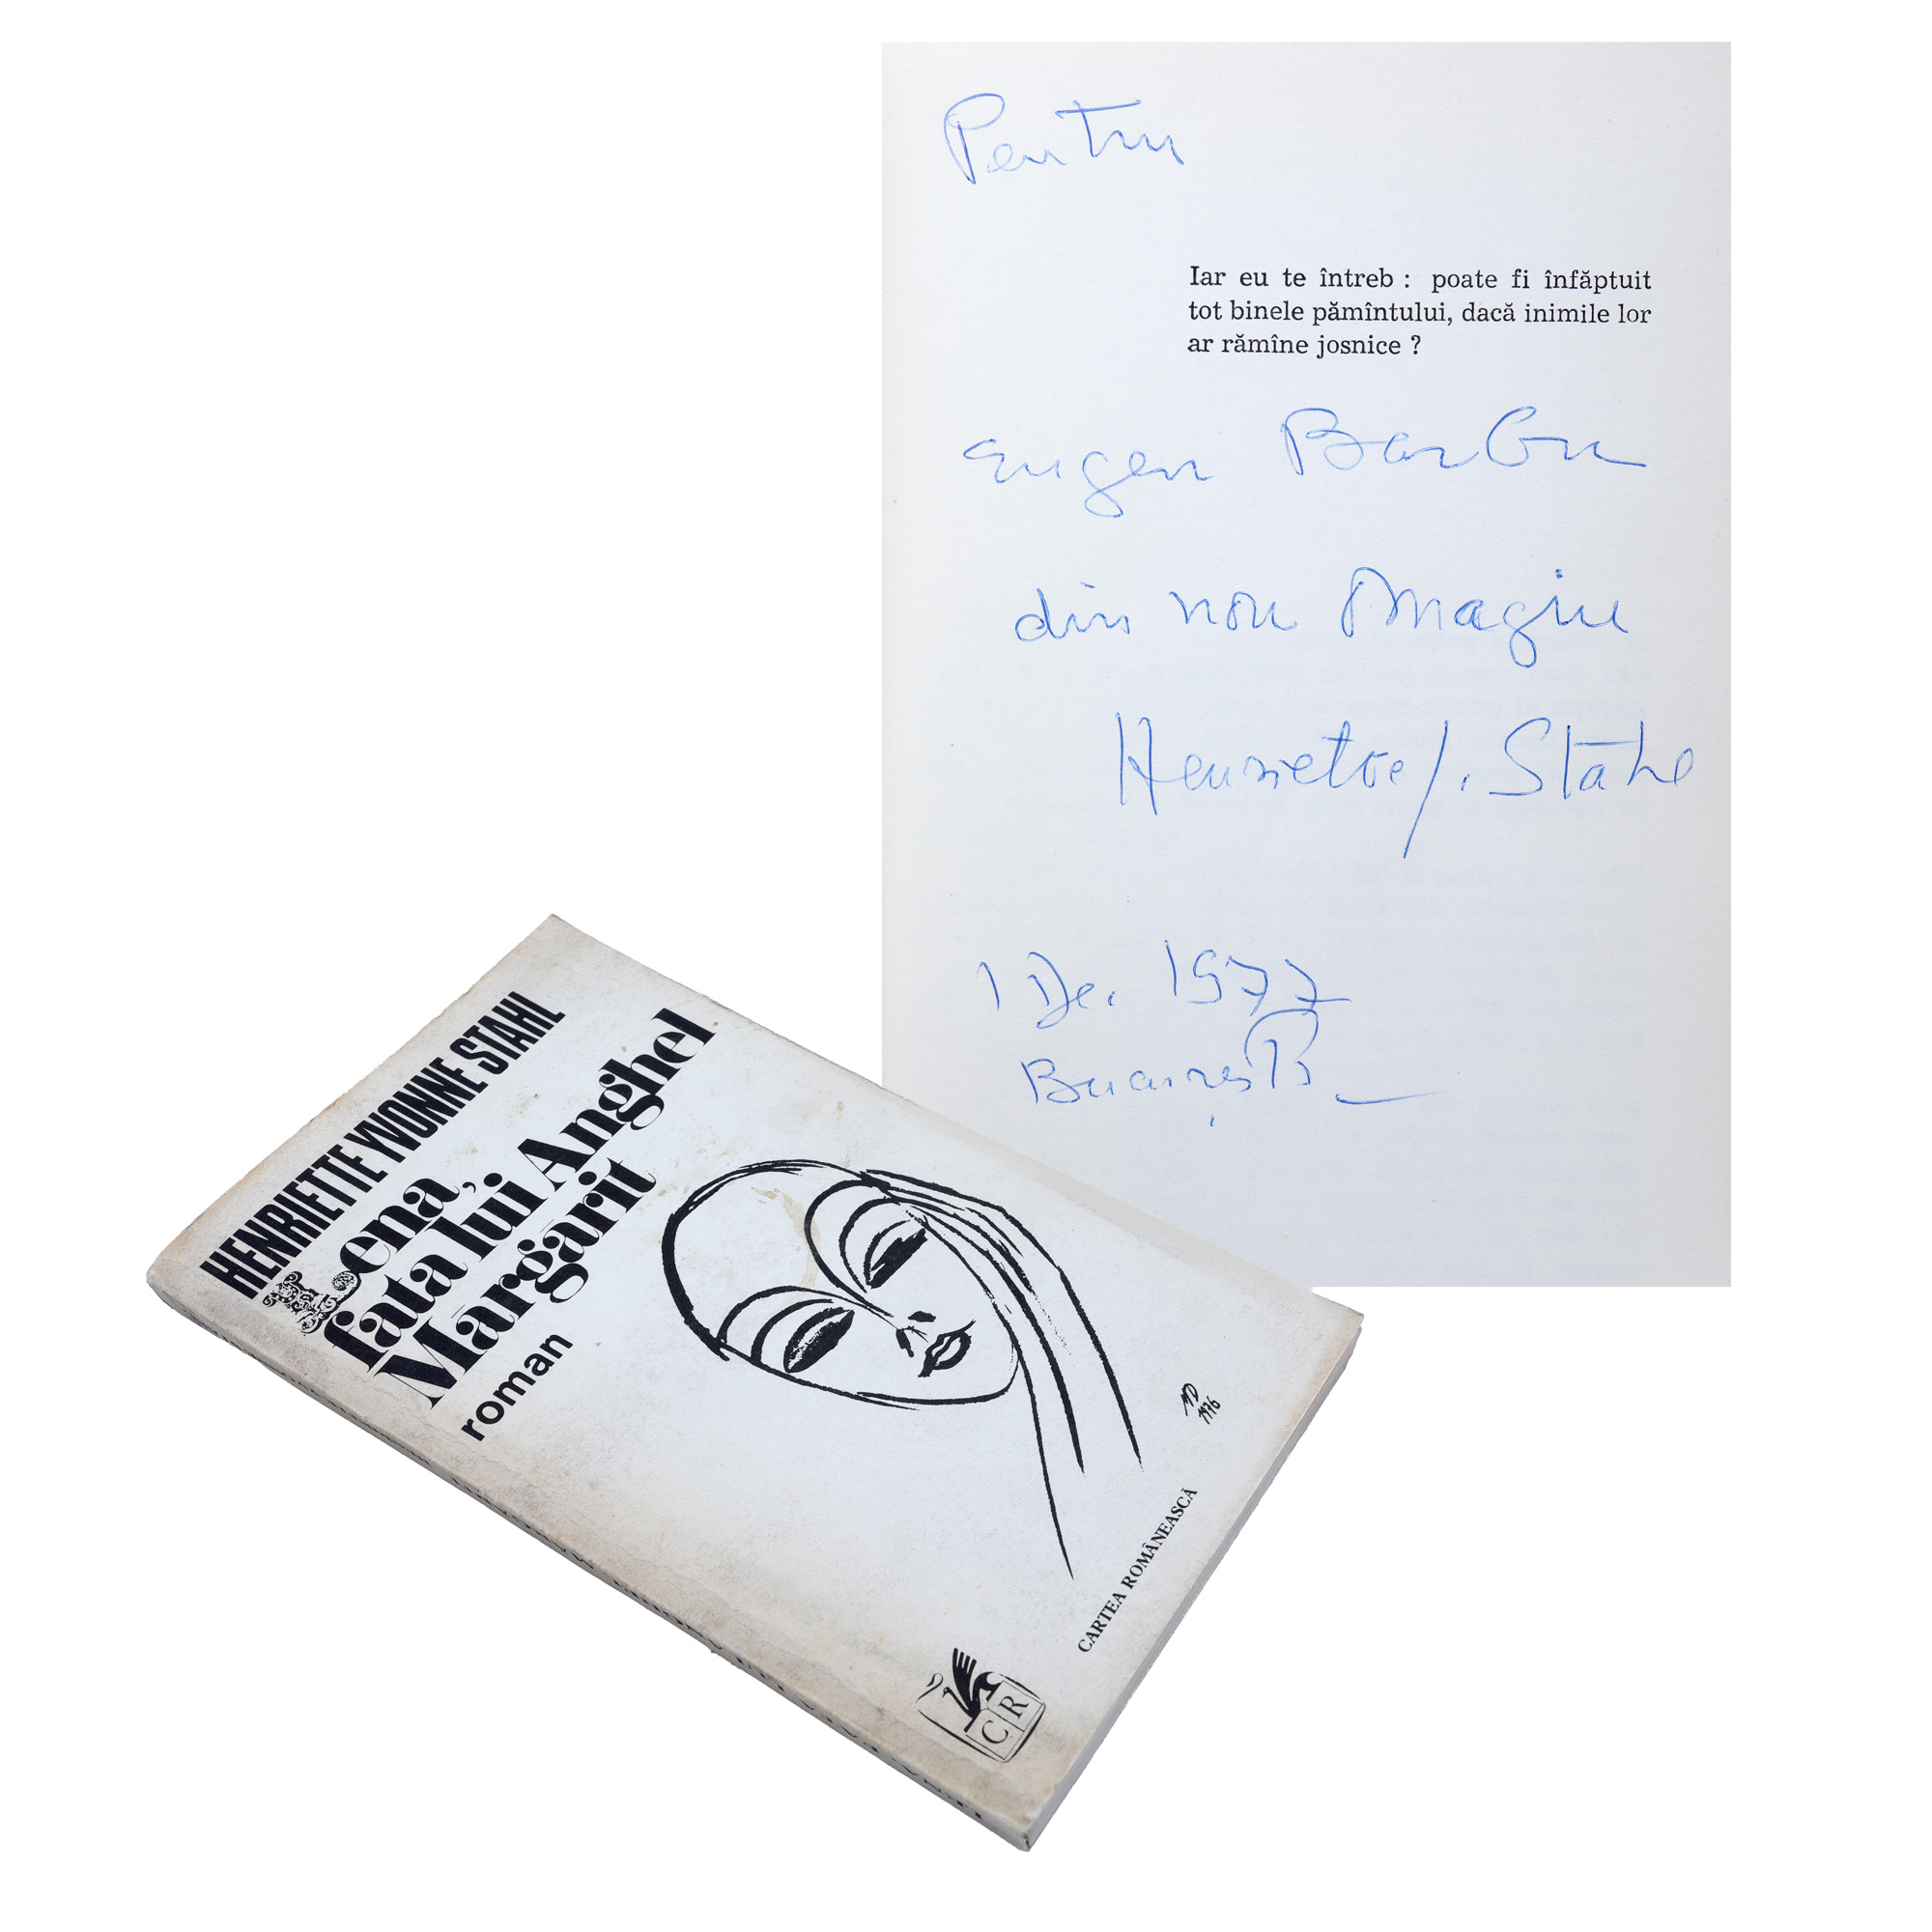 Pentru
Iar eu te întreb : poate fi înfăptuit
tot binele pămîntului, dacă inimile lor
ar rămîne josnice ?
Eugen Barbu
din nou omagiu
Henriette Y. Stahl
1 De. 1977
București
HENRIETTE YVONNE STAHL
Lena,
fata lui Anghel
Mărgărit
roman
1976
CARTEA ROMÂNEASCĂ
CR